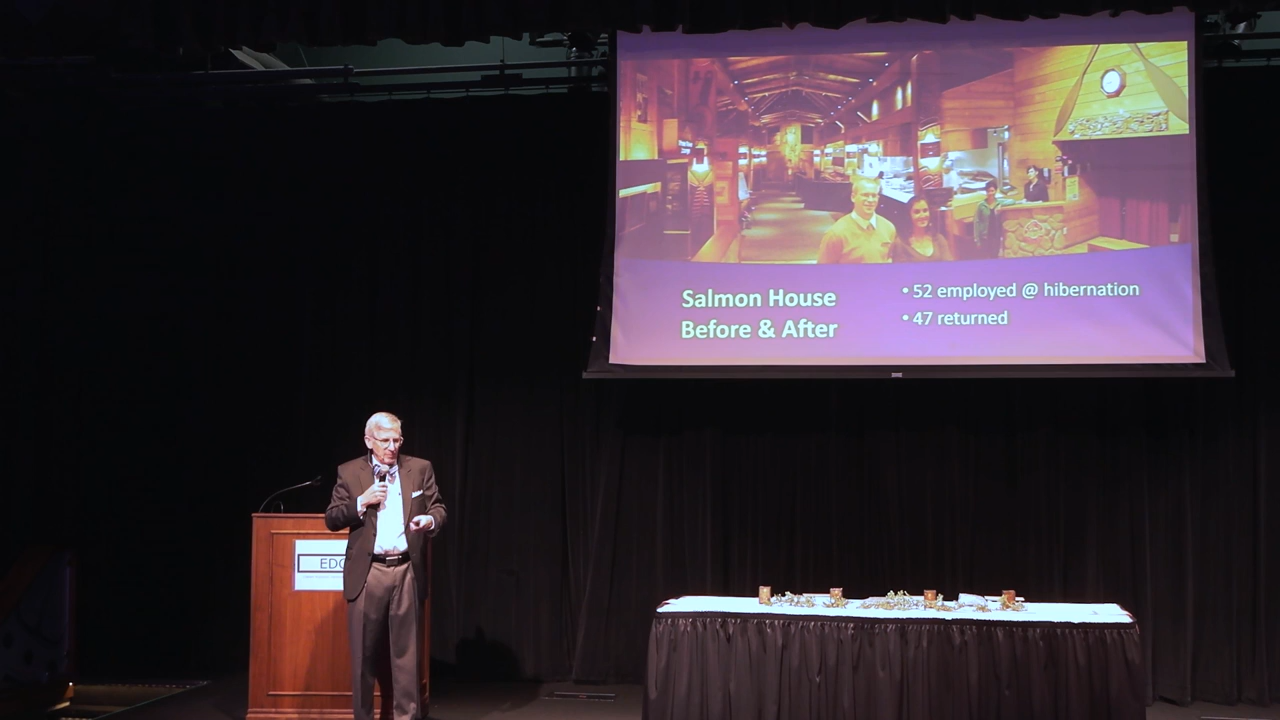 Salmon House
Before & After
• 52 employed @ hibernation
• 47 returned
EDC